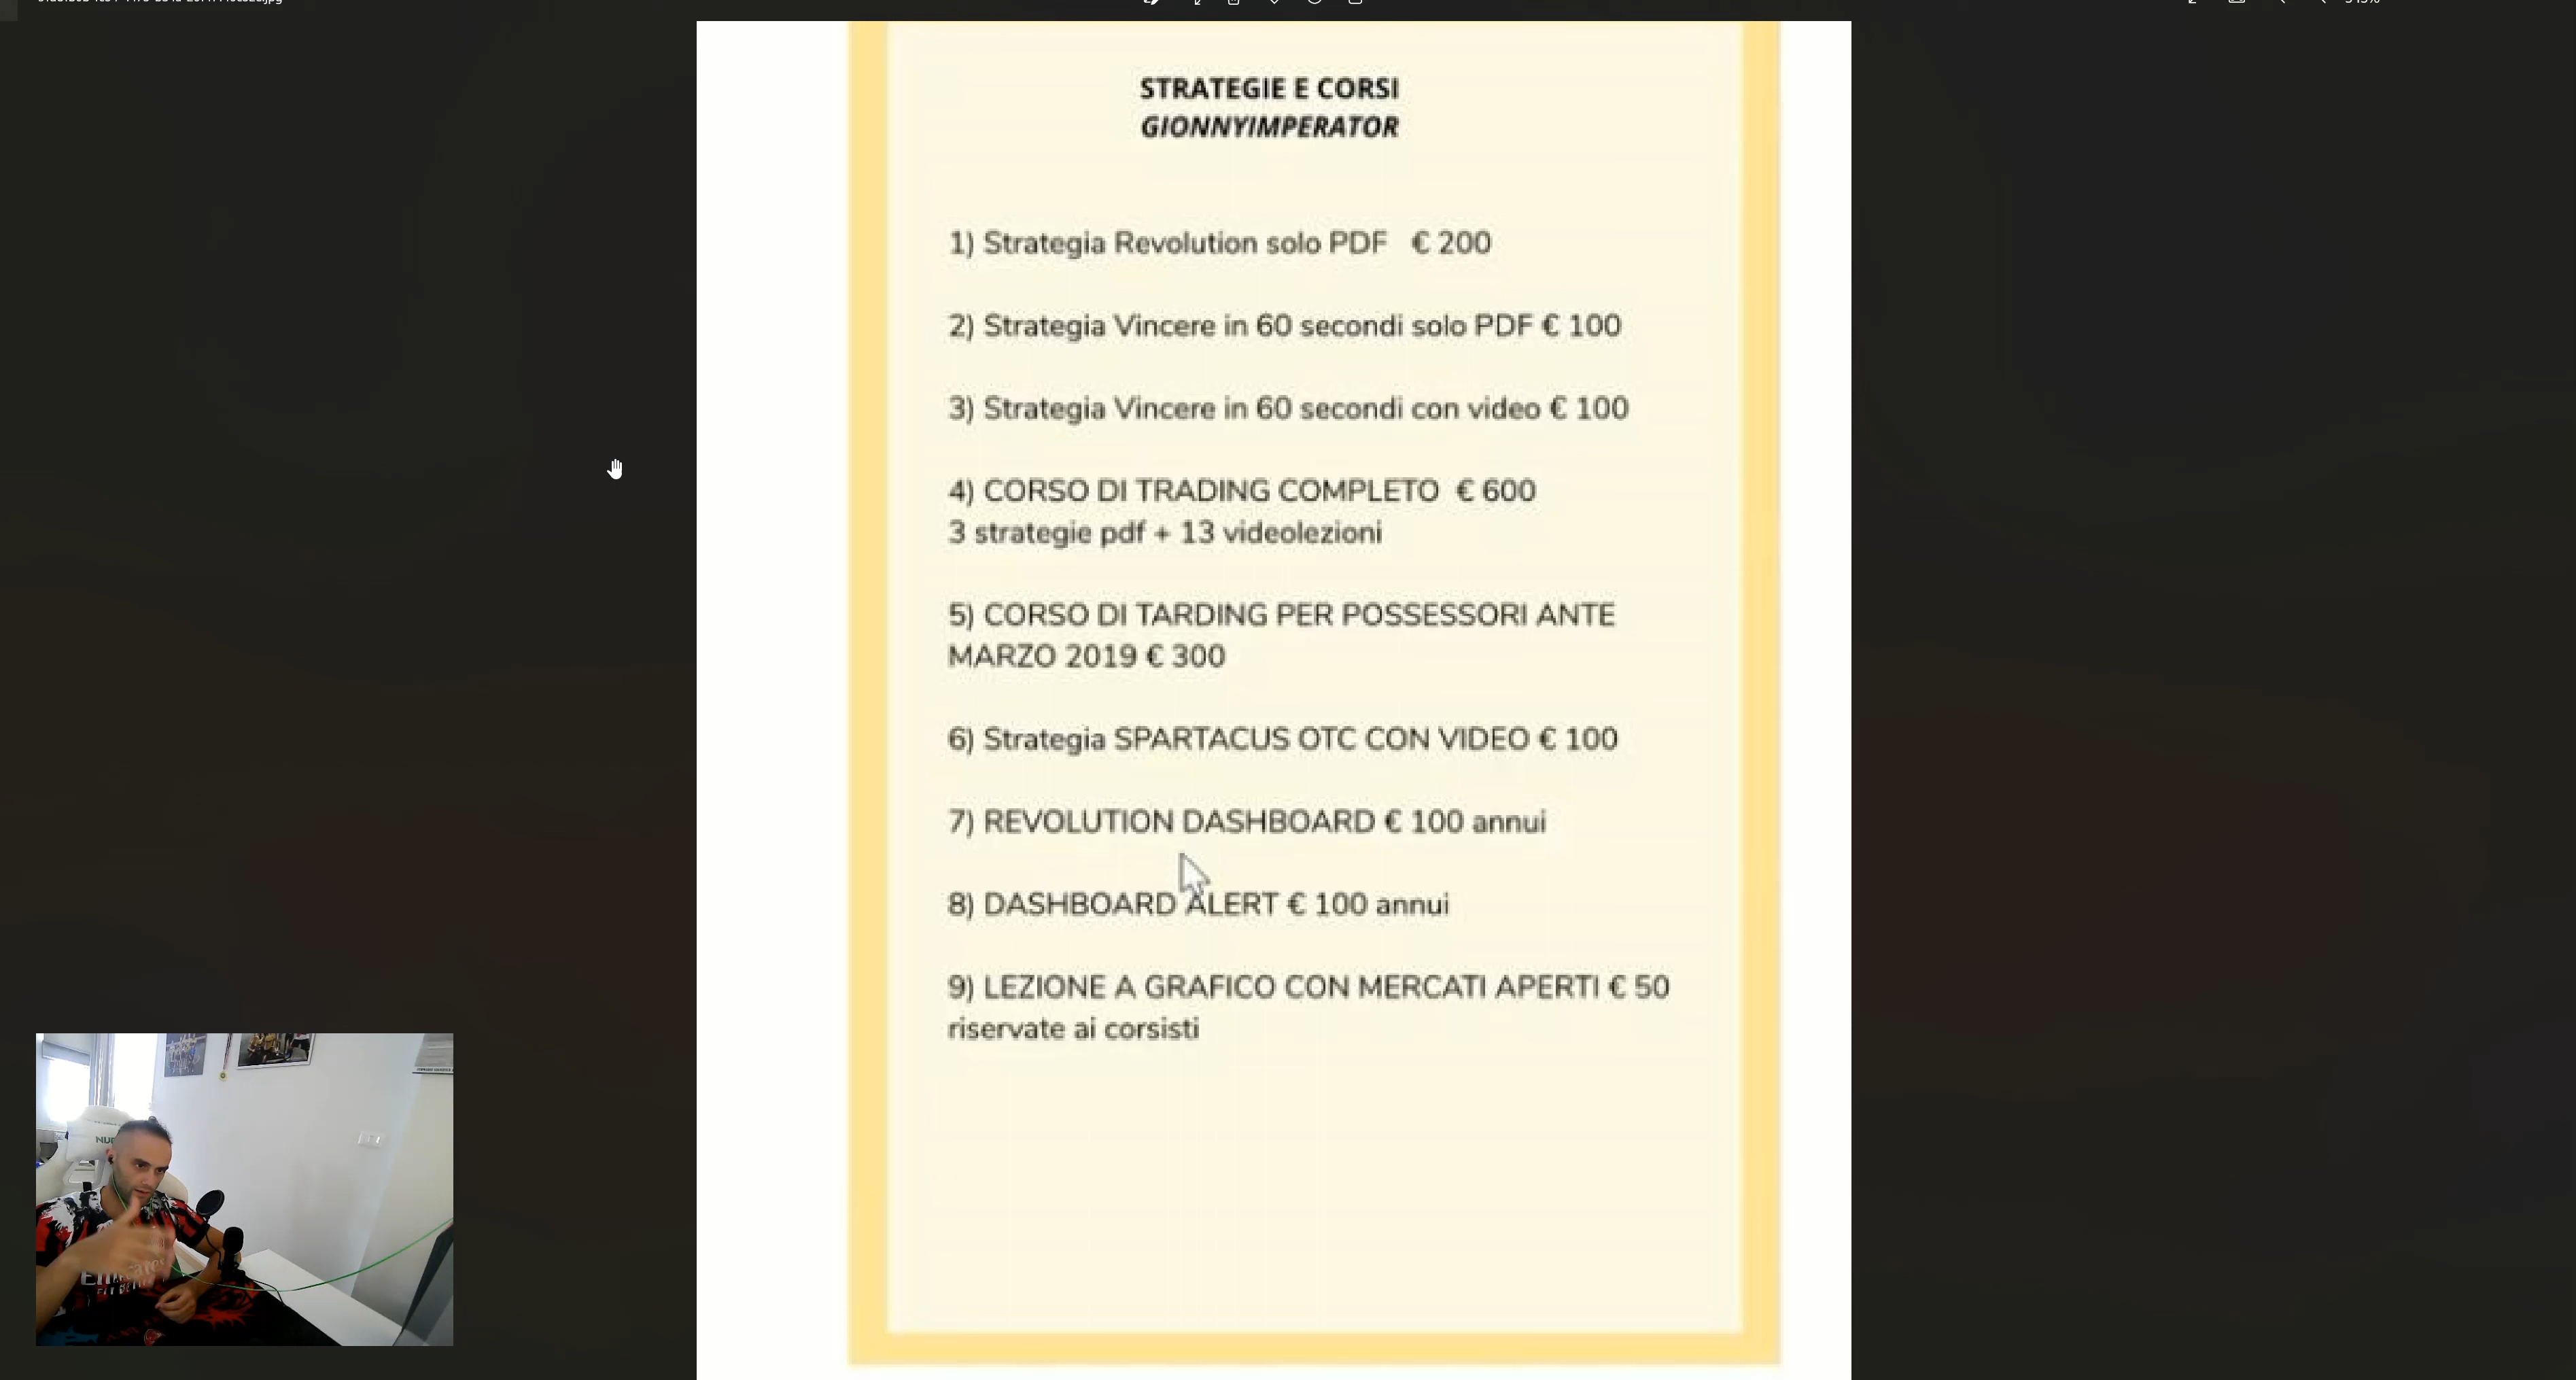 STRATEGIE E CORSI
GIONNYIMPERATOR
1) Strategia Revolution solo PDF € 200
2) Strategia Vincere in 60 secondi solo PDF € 100
3) Strategia Vincere in 60 secondi con video € 100
4) CORSO DI TRADING COMPLETO € 600
3 strategie pdf + 13 videolezioni
5) CORSO DI TARDING PER POSSESSORI ANTE
MARZO 2019 € 300
6) Strategia SPARTACUS OTC CON VIDEO € 100
7) REVOLUTION DASHBOARD € 100 annui
8) DASHBOARD ALERT € 100 annui
9) LEZIONE A GRAFICO CON MERCATI APERTI € 50
riservate ai corsisti